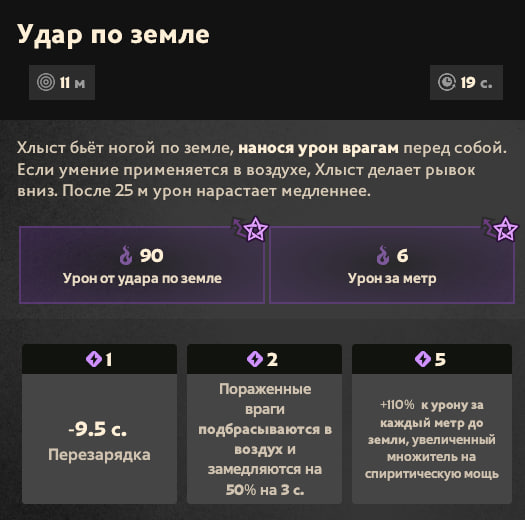 Удар по земле
11 м
19 с.
Хлыст бьёт ногой по земле, нанося урон врагам перед собой.
Если умение применяется в воздухе, Хлыст делает рывок
вниз. После 25 м урон нарастает медленнее.
90
Урон от удара по земле
6
Урон за метр
1
-9.5 с.
Перезарядка
2
Пораженные
враги
подбрасываются в
воздух и
замедляются на
50% на 3 с.
5
+110% к урону за
каждый метр до
земли, увеличенный
множитель на
спиритическую мощь